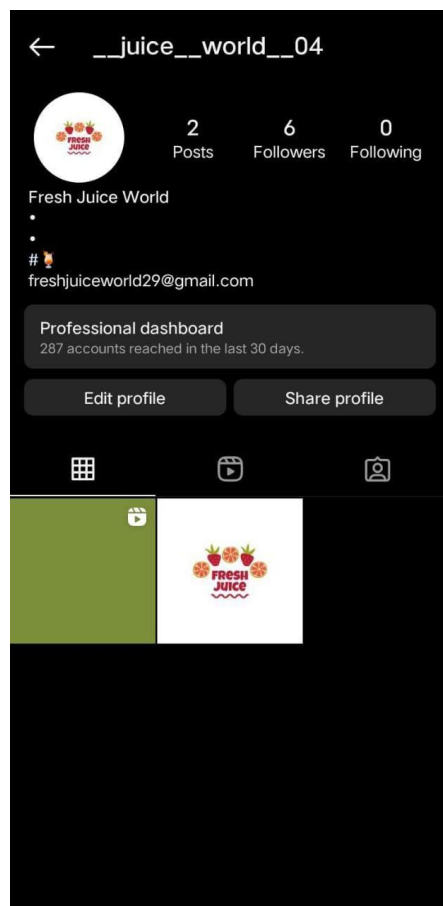 ← __juice__world__04
FRESH
JUICE
2 6 0
Posts Followers Following
Fresh Juice World
•
•
#🍹
freshjuiceworld29@gmail.com
Professional dashboard
287 accounts reached in the last 30 days.
Edit profile Share profile
FRESH
JUICE